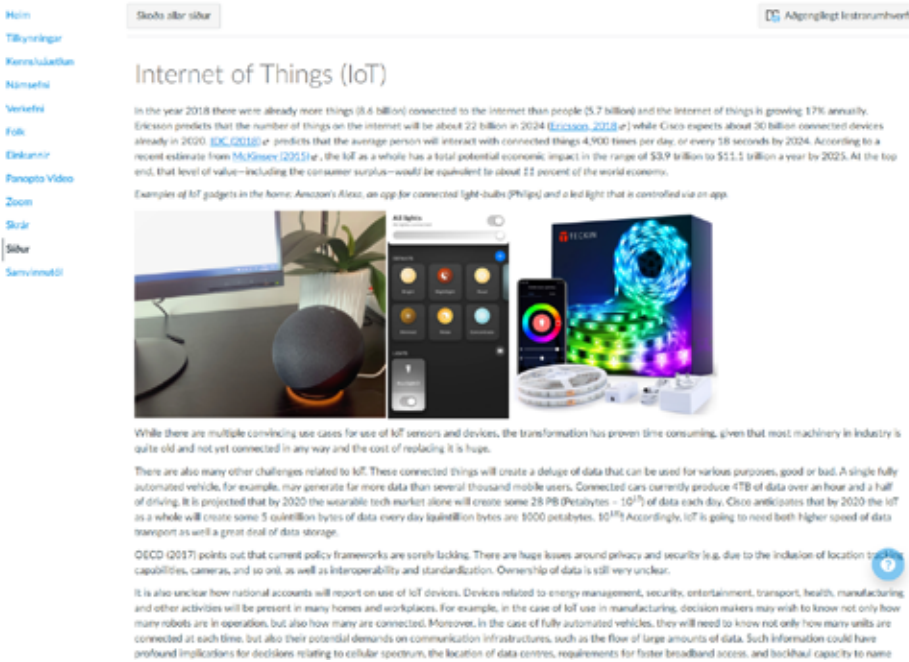 Heim
Tilkynningar
Kennsluáætlun
Námsefni
Verkefni
Fólk
Einkunnir
Panopto Video
Zoom
Skrár
Síður
Samvinnutól
Skoða allar síður
Aðgengilegt lestrarumhverfi
Internet of Things (IoT)
In the year 2018 there were already more things (8.6 billion) connected to the internet than people (5.7 billion) and the Internet of things is growing 17% annually.
Ericsson predicts that the number of things on the internet will be about 22 billion in 2024 (Ericsson, 2018) while Cisco expects about 30 billion connected devices
already in 2020. IDC (2018) predicts that the average person will interact with connected things 4,900 times per day, or every 18 seconds by 2024. According to a
recent estimate from McKinsey (2015), the IoT as a whole has a total potential economic impact in the range of $3.9 trillion to $11.1 trillion a year by 2025. At the top
end, that level of value—including the consumer surplus—would be equivalent to about 11 percent of the world economy.
Examples of IoT gadgets in the home: Amazon's Alexa, an app for connected light-bulbs (Philips) and a led light that is controlled via an app.
All lights
TECKIN
While there are multiple convincing use cases for use of IoT sensors and devices, the transformation has proven time consuming, given that most machinery in industry is
quite old and not yet connected in any way and the cost of replacing it is huge.
There are also many other challenges related to IoT. These connected things will create a deluge of data that can be used for various purposes, good or bad. A single fully
automated vehicle, for example, may generate far more data than several thousand mobile users. Connected cars currently produce 4TB of data over an hour and a half
of driving. It is projected that by 2020 the wearable tech market alone will create some 28 PB (Petabytes - 10¹⁵) of data each day. Cisco anticipates that by 2020 the IoT
as a whole will create some 5 quintillion bytes of data every day (quintillion bytes are 1000 petabytes, 10¹⁸) Accordingly, IoT is going to need both higher speed of data
transport as well a great deal of data storage.
OECD (2017) points out that current policy frameworks are sorely lacking. There are huge issues around privacy and security (e.g. due to the inclusion of location tracking
capabilities, cameras, and so on), as well as interoperability and standardization. Ownership of data is still very unclear.
It is also unclear how national accounts will report on use of IoT devices. Devices related to energy management, security, entertainment, transport, health, manufacturing
and other activities will be present in many homes and workplaces. For example, in the case of IoT use in manufacturing, decision makers may wish to know not only how
many robots are in operation, but also how many are connected. Moreover, in the case of fully automated vehicles, they will need to know not only how many units are
connected at each time, but also their potential demands on communication infrastructures, such as the flow of large amounts of data. Such information could have
profound implications for decisions relating to cellular spectrum, the location of data centres, requirements for faster broadband access, and backhaul capacity to name